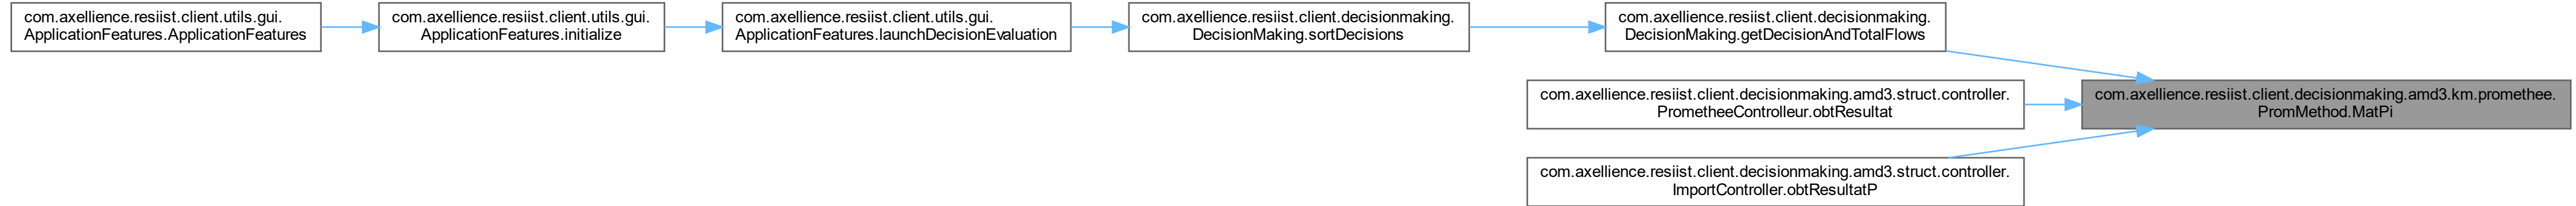 com.axellience.resiist.client.utils.gui.
ApplicationFeatures.ApplicationFeatures
com.axellience.resiist.client.utils.gui.
ApplicationFeatures.initialize
com.axellience.resiist.client.utils.gui.
ApplicationFeatures.launchDecisionEvaluation
com.axellience.resiist.client.decisionmaking.
DecisionMaking.sortDecisions
com.axellience.resiist.client.decisionmaking.
DecisionMaking.getDecisionAndTotalFlows
com.axellience.resiist.client.decisionmaking.amd3.struct.controller.
PrometheeControlleur.obtResultat
com.axellience.resiist.client.decisionmaking.amd3.km.promethee.
PromMethod.MatPi
com.axellience.resiist.client.decisionmaking.amd3.struct.controller.
ImportController.obtResultatP